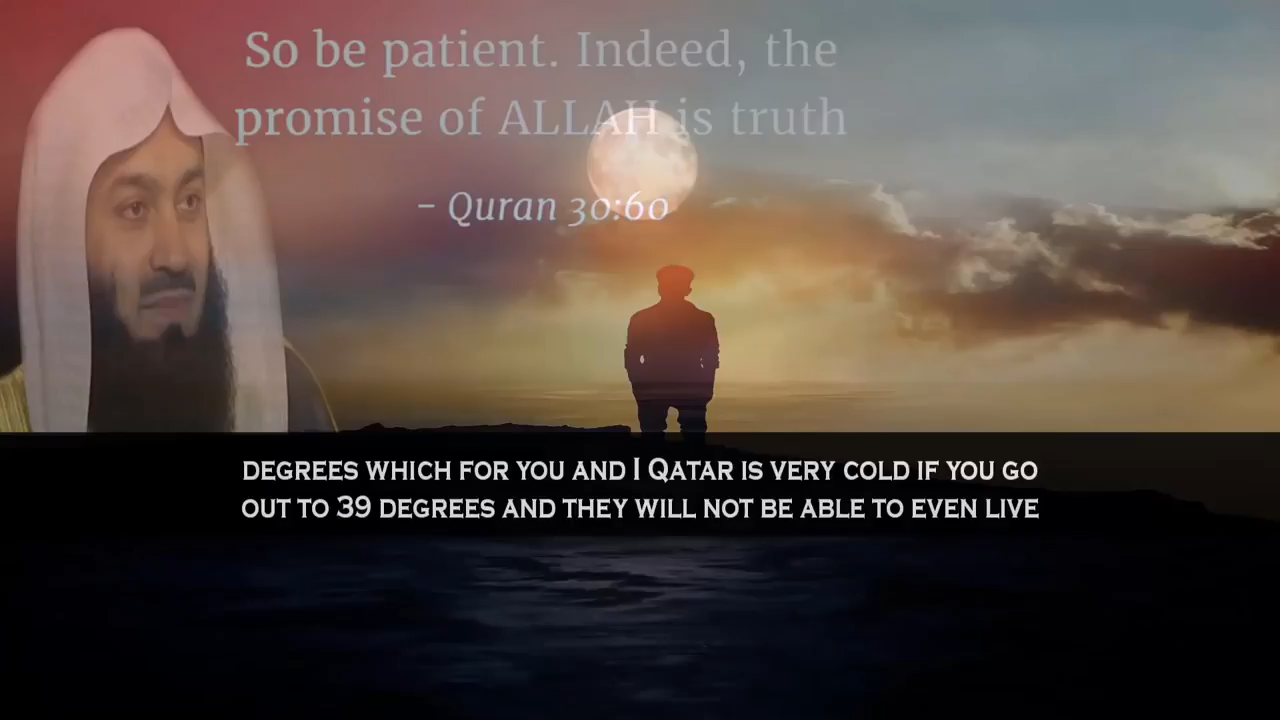 So be patient. Indeed, the
promise of ALLAH is truth
– Quran 30:60
DEGREES WHICH FOR YOU AND I QATAR IS VERY COLD IF YOU GO
OUT TO 39 DEGREES AND THEY WILL NOT BE ABLE TO EVEN LIVE